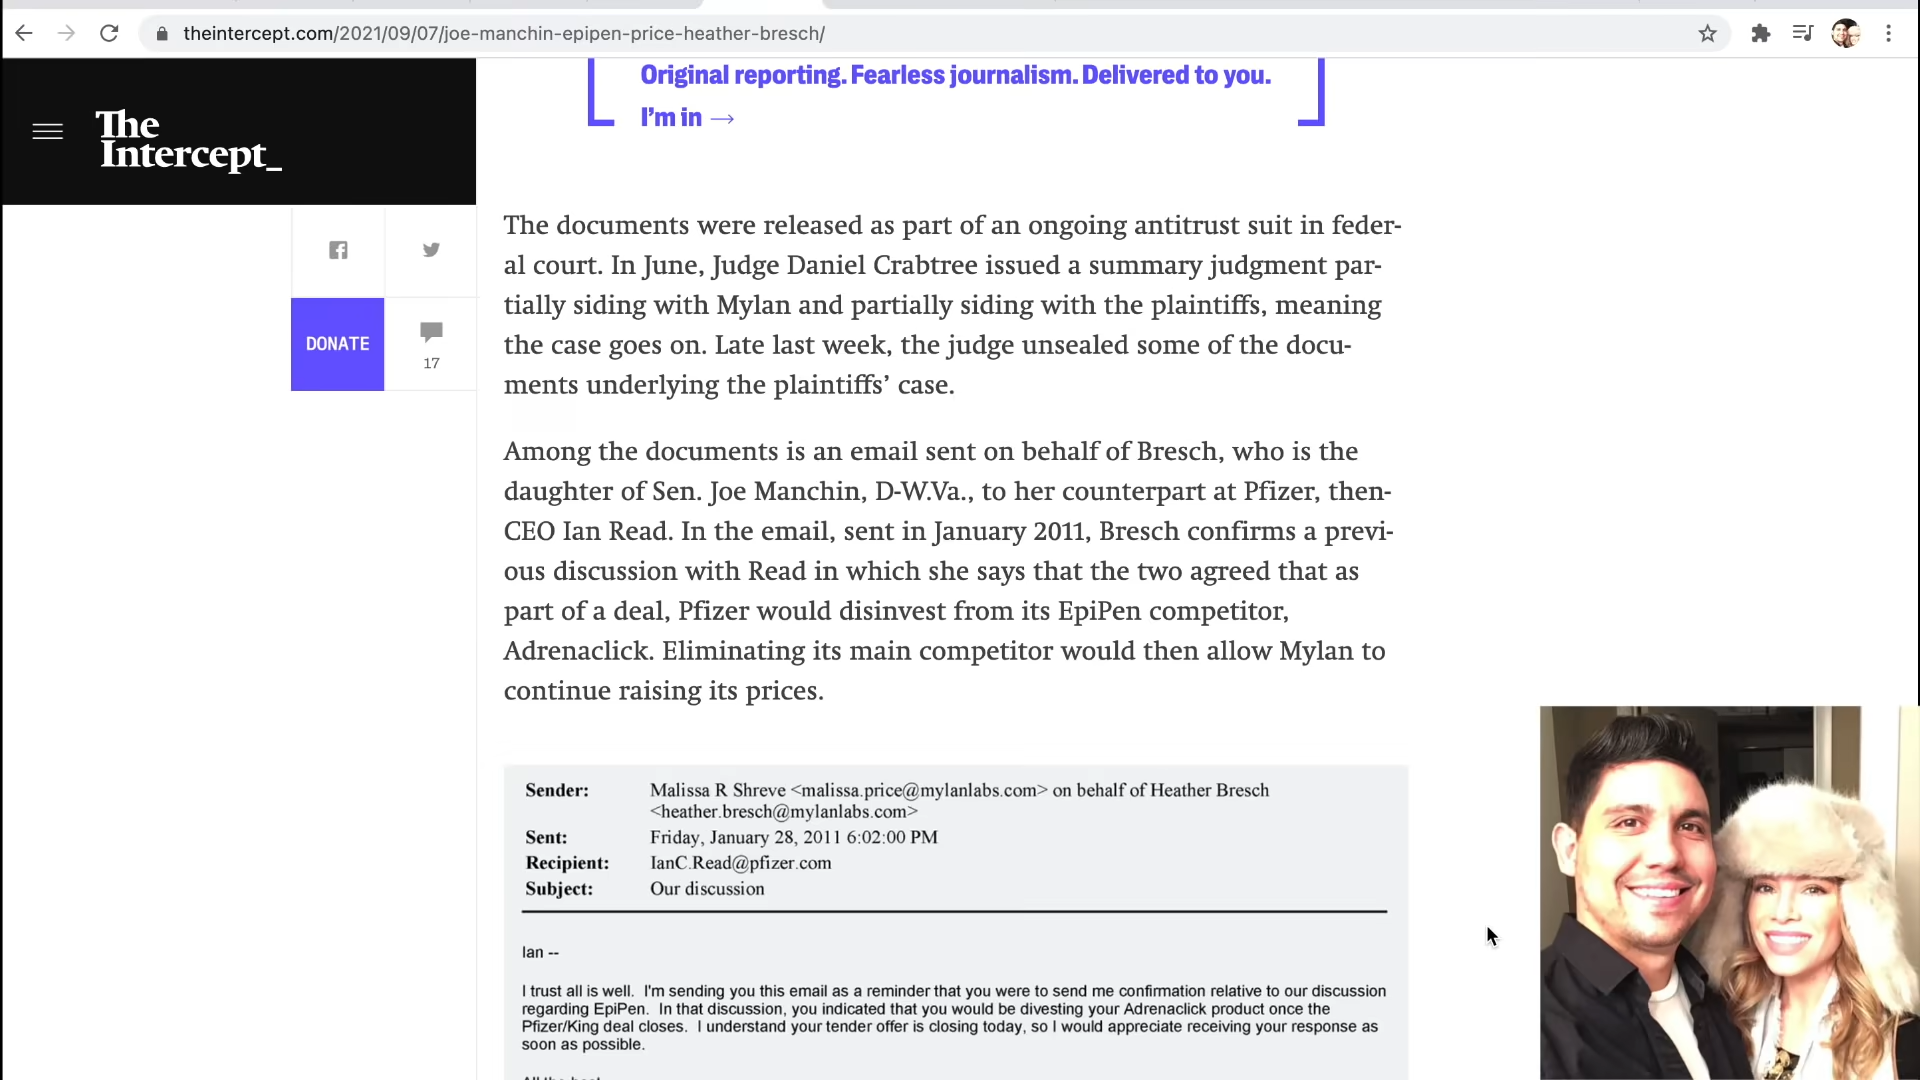 theintercept.com/2021/09/07/joe-manchin-epipen-price-heather-bresch/
Original reporting. Fearless journalism. Delivered to you.
I'm in →
The
Intercept_
DONATE
17
The documents were released as part of an ongoing antitrust suit in feder-
al court. In June, Judge Daniel Crabtree issued a summary judgment par-
tially siding with Mylan and partially siding with the plaintiffs, meaning
the case goes on. Late last week, the judge unsealed some of the docu-
ments underlying the plaintiffs’ case.
Among the documents is an email sent on behalf of Bresch, who is the
daughter of Sen. Joe Manchin, D-W.Va., to her counterpart at Pfizer, then-
CEO Ian Read. In the email, sent in January 2011, Bresch confirms a previ-
ous discussion with Read in which she says that the two agreed that as
part of a deal, Pfizer would disinvest from its EpiPen competitor,
Adrenaclick. Eliminating its main competitor would then allow Mylan to
continue raising its prices.
Sender: Malissa R Shreve <malissa.price@mylanlabs.com> on behalf of Heather Bresch
<heather.bresch@mylanlabs.com>
Sent: Friday, January 28, 2011 6:02:00 PM
Recipient: IanC.Read@pfizer.com
Subject: Our discussion
Ian --
I trust all is well. I'm sending you this email as a reminder that you were to send me confirmation relative to our discussion
regarding EpiPen. In that discussion, you indicated that you would be divesting your Adrenaclick product once the
Pfizer/King deal closes. I understand your tender offer is closing today, so I would appreciate receiving your response as
soon as possible.